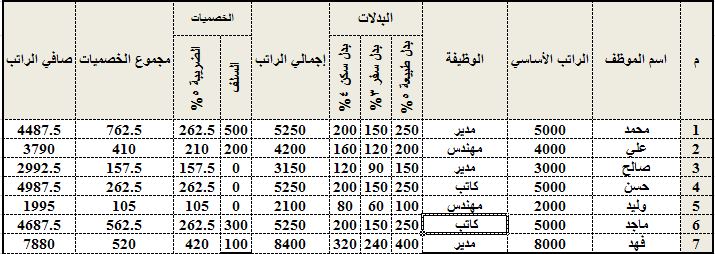 م اسم الموظف الراتب الأساسي الوظيفة البدلات إجمالي الراتب الخصميات مجموع الخصميات صافي الراتب
بدل طبيعة ٥% بدل سفر ٣% بدل سكن ٤% السلف الضريبة ٥%
1 محمد 5000 مدير 250 150 200 5250 500 262.5 762.5 4487.5
2 علي 4000 مهندس 200 120 160 4200 200 210 410 3790
3 صالح 3000 مدير 150 90 120 3150 0 157.5 157.5 2992.5
4 حسن 5000 كاتب 250 150 200 5250 0 262.5 262.5 4987.5
5 وليد 2000 مهندس 100 60 80 2100 0 105 105 1995
6 ماجد 5000 كاتب 250 150 200 5250 300 262.5 562.5 4687.5
7 فهد 8000 مدير 400 240 320 8400 100 420 520 7880